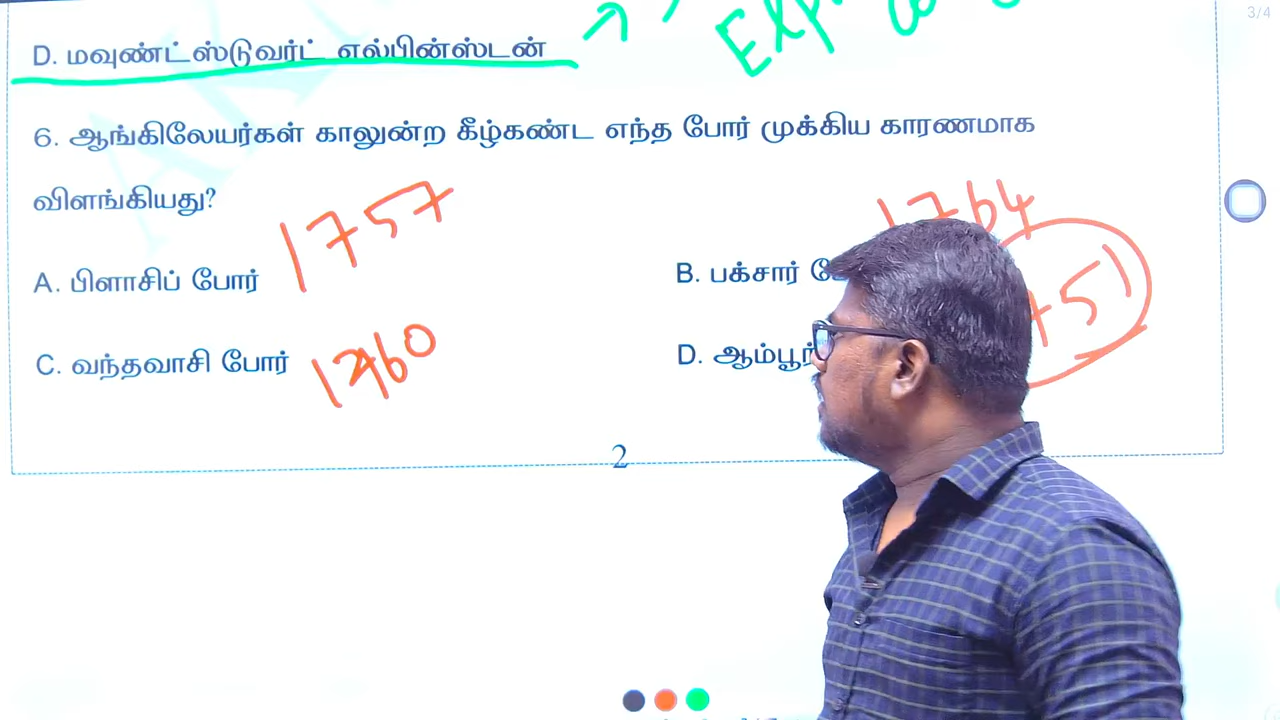 3/4
D. மவுண்ட்ஸ்டுவர்ட் எல்பின்ஸ்டன்
6. ஆங்கிலேயர்கள் காலுன்ற கீழ்கண்ட எந்த போர் முக்கிய காரணமாக
விளங்கியது?
1757
1764
A. பிளாசிப் போர்
B. பக்சார்
51
C. வந்தவாசி போர்
1760
D. ஆம்பூர்
2